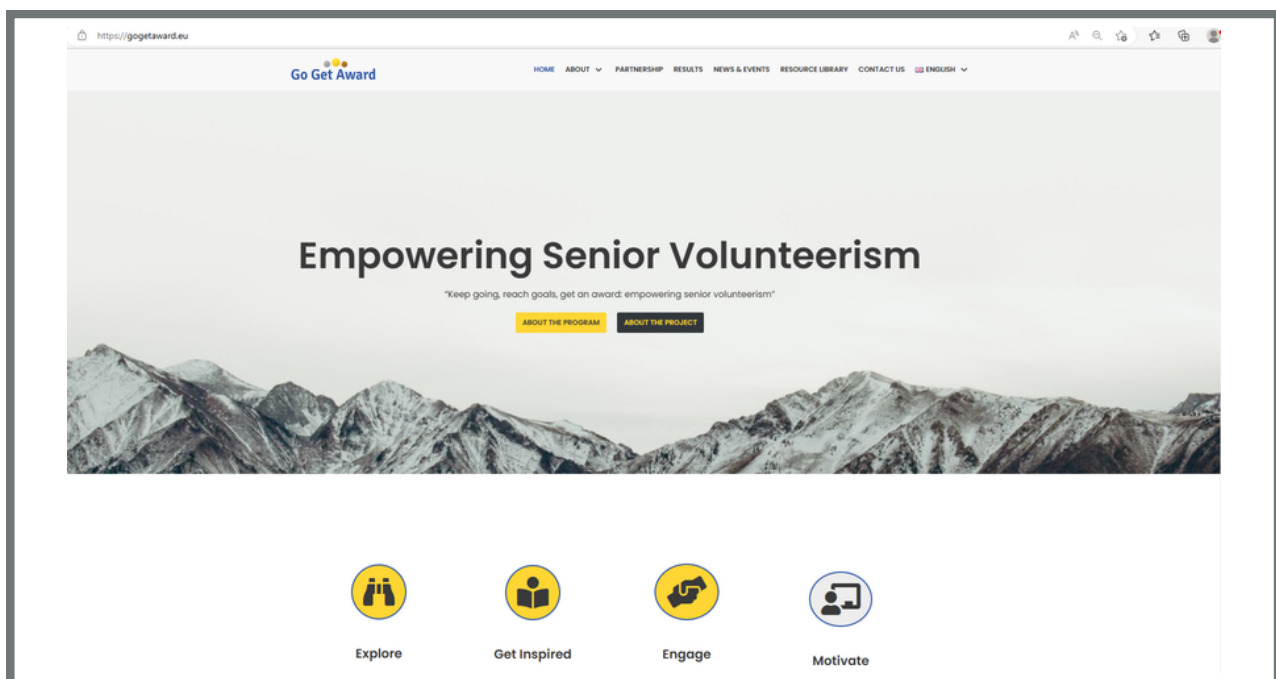 https://gogetaward.eu
Go Get Award
HOME ABOUT PARTNERSHIP RESULTS NEWS & EVENTS RESOURCE LIBRARY CONTACT US ENGLISH
Empowering Senior Volunteerism
"Keep going, reach goals, get an award: empowering senior volunteerism"
ABOUT THE PROGRAM ABOUT THE PROJECT
Explore Get Inspired Engage Motivate